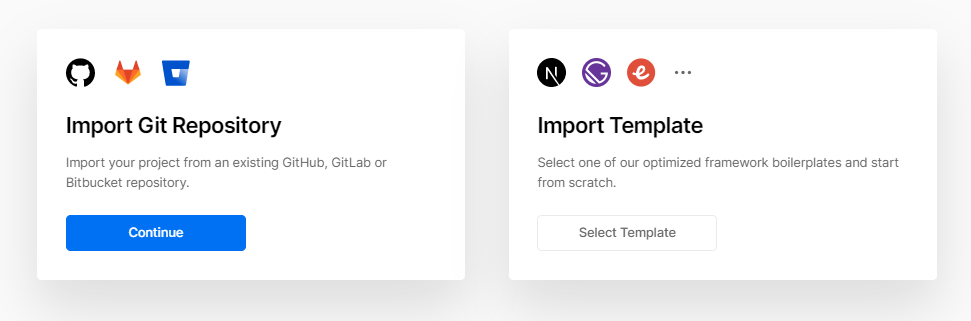 Import Git Repository
Import your project from an existing GitHub, GitLab or
Bitbucket repository.
Continue
Import Template
Select one of our optimized framework boilerplates and start
from scratch.
Select Template